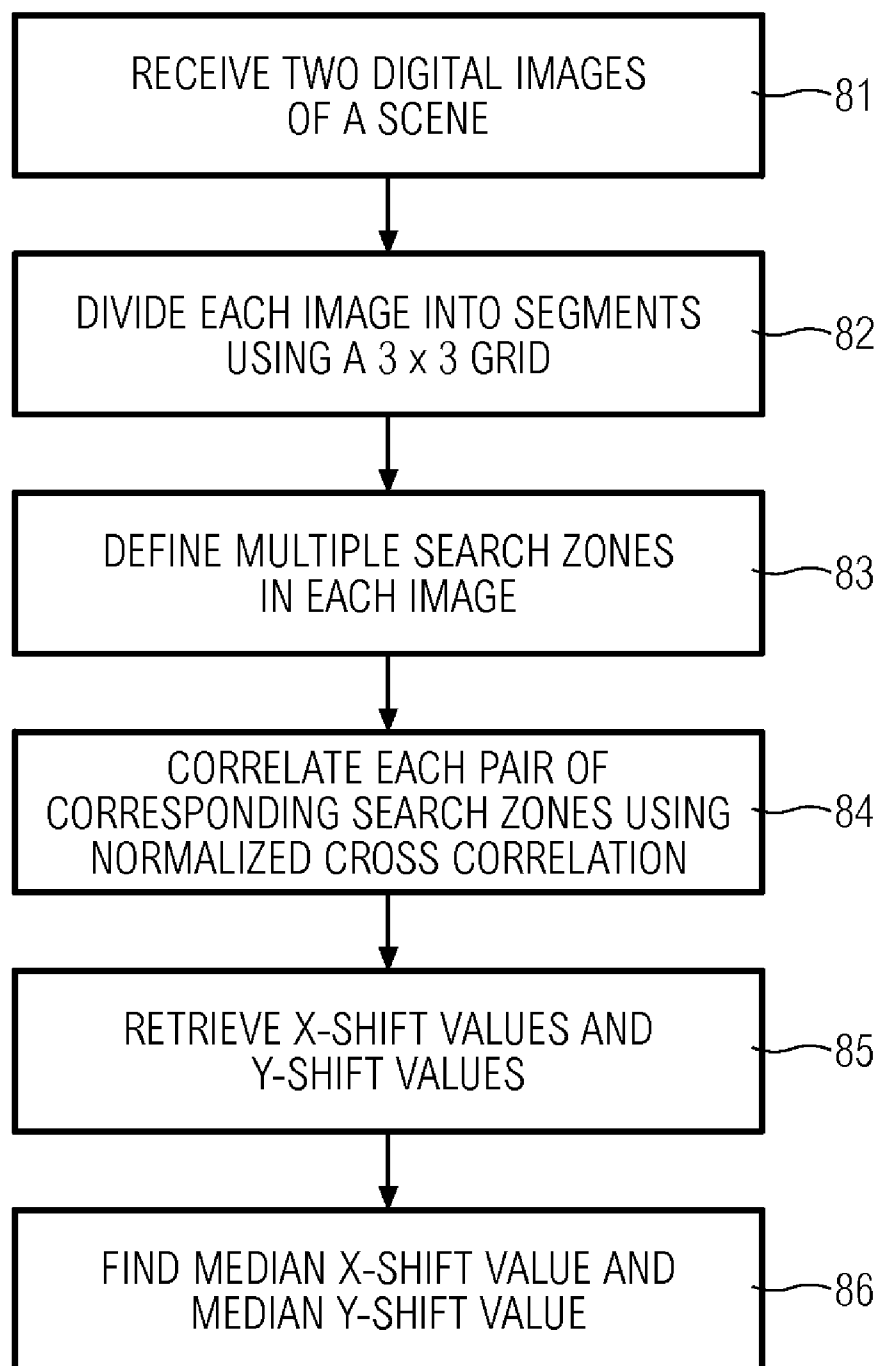 RECEIVE TWO DIGITAL IMAGES
OF A SCENE
81
DIVIDE EACH IMAGE INTO SEGMENTS
USING A 3 x 3 GRID
82
DEFINE MULTIPLE SEARCH ZONES
IN EACH IMAGE
83
CORRELATE EACH PAIR OF
CORRESPONDING SEARCH ZONES USING
NORMALIZED CROSS CORRELATION
84
RETRIEVE X-SHIFT VALUES AND
Y-SHIFT VALUES
85
FIND MEDIAN X-SHIFT VALUE AND
MEDIAN Y-SHIFT VALUE
86